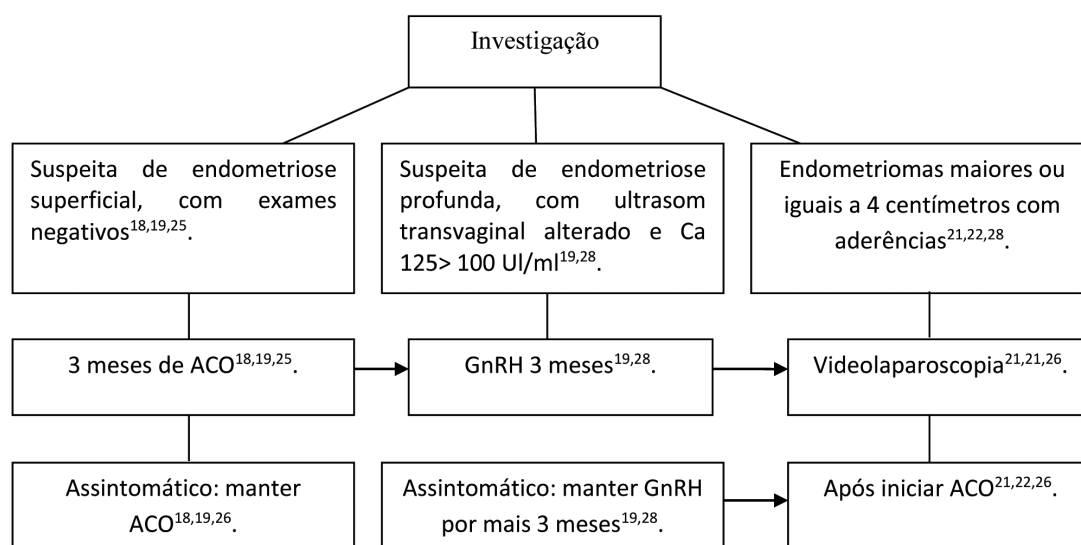 Investigação
Suspeita de endometriose
superficial, com exames
negativos18,19,25.
Suspeita de endometriose
profunda, com ultrasom
transvaginal alterado e Ca
125> 100 UI/ml19,28.
Endometriomas maiores ou
iguais a 4 centímetros com
aderências21,22,28.
3 meses de ACO18,19,25.
GnRH 3 meses19,28.
Videolaparoscopia21,21,26.
Assintomático: manter
ACO18,19,26.
Assintomático: manter GnRH
por mais 3 meses19,28.
Após iniciar ACO21,22,26.